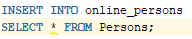 INSERT INTO online_persons
SELECT * FROM Persons;